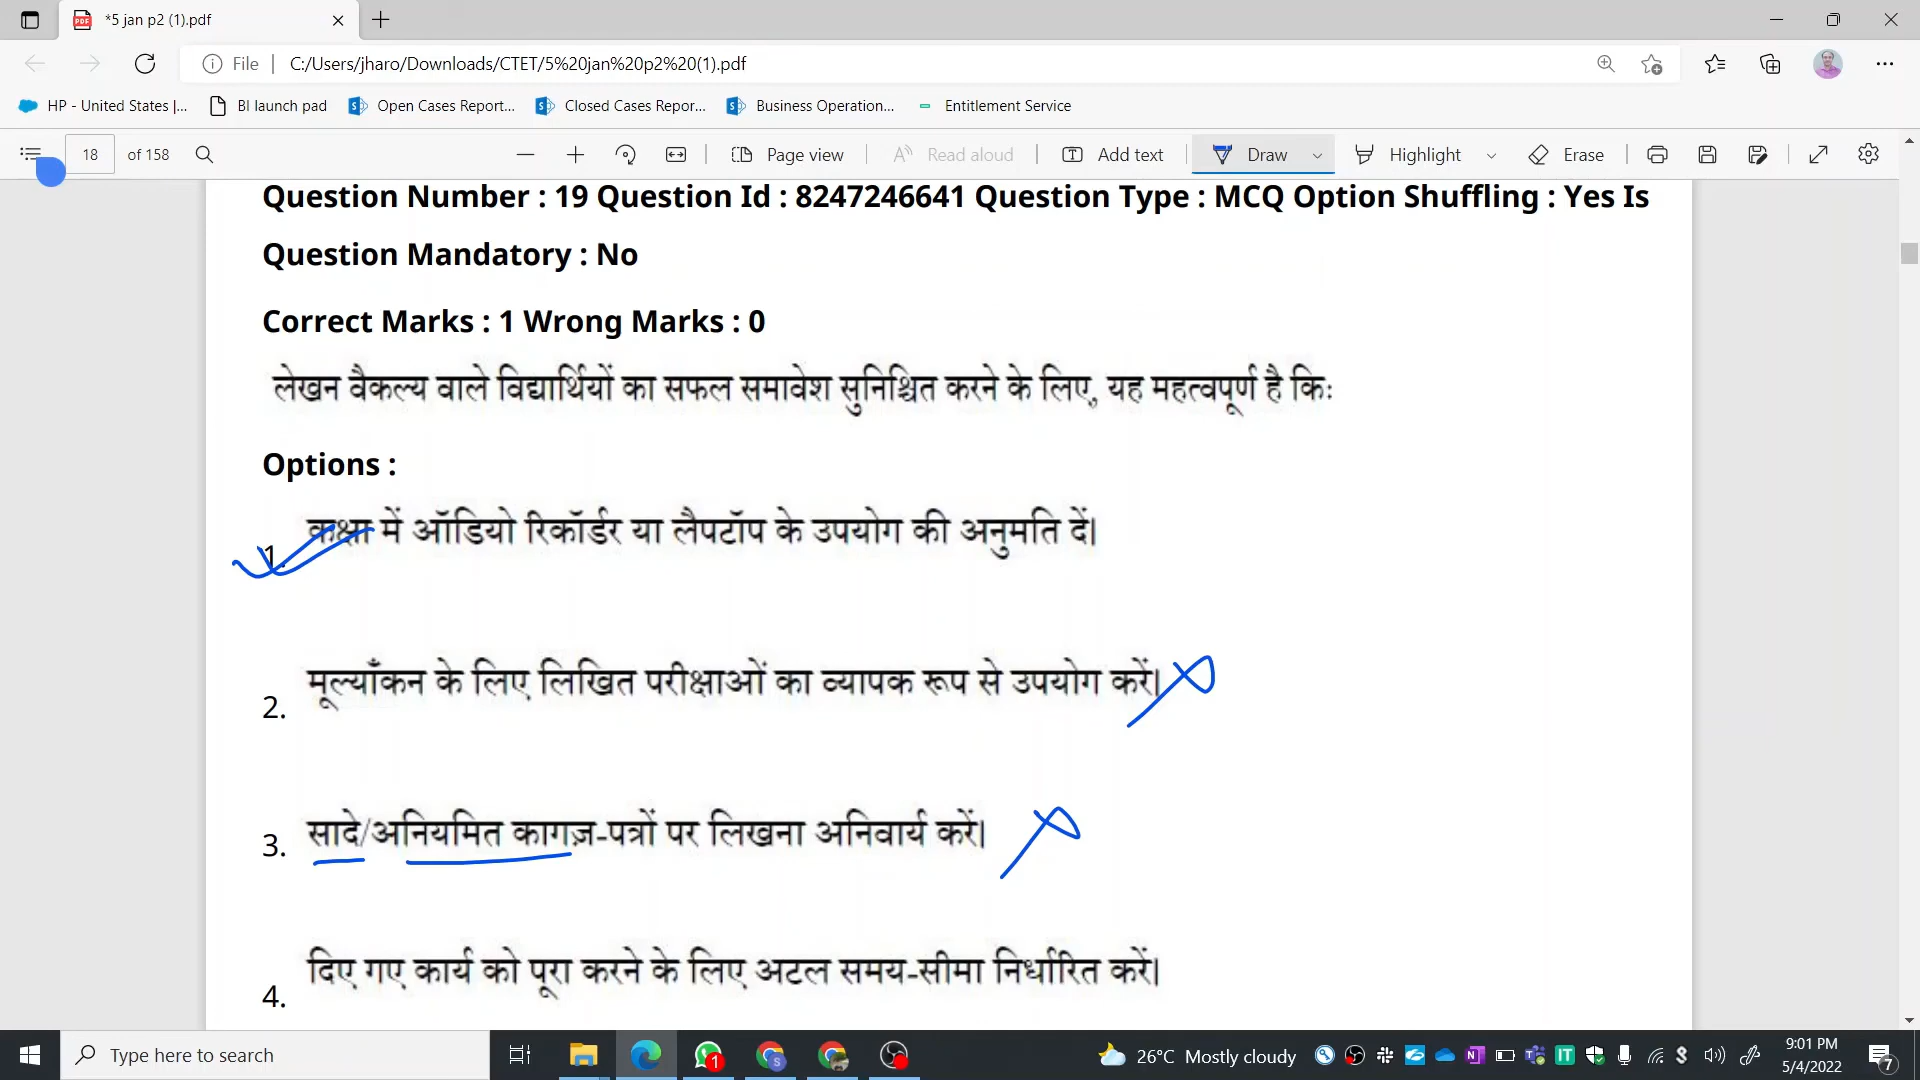 *5 jan p2 (1).pdf
File C:/Users/jharo/Downloads/CTET/5%20jan%20p2%20(1).pdf
HP - United States |... BI launch pad Open Cases Report... Closed Cases Repor... Business Operation... Entitlement Service
18 of 158 Page view Read aloud Add text Draw Highlight Erase
Question Number : 19 Question Id : 8247246641 Question Type : MCQ Option Shuffling : Yes Is
Question Mandatory : No
Correct Marks : 1 Wrong Marks : 0
लेखन वैकल्य वाले विद्यार्थियों का सफल समावेश सुनिश्चित करने के लिए, यह महत्वपूर्ण है किः
Options :
1. कक्षा में ऑडियो रिकॉर्डर या लैपटॉप के उपयोग की अनुमति दें।
2. मूल्याँकन के लिए लिखित परीक्षाओं का व्यापक रूप से उपयोग करें।
3. सादे/अनियमित कागज़-पत्रों पर लिखना अनिवार्य करें।
4. दिए गए कार्य को पूरा करने के लिए अटल समय-सीमा निर्धारित करें।
Type here to search 1 26°C Mostly cloudy 9:01 PM
5/4/2022 7